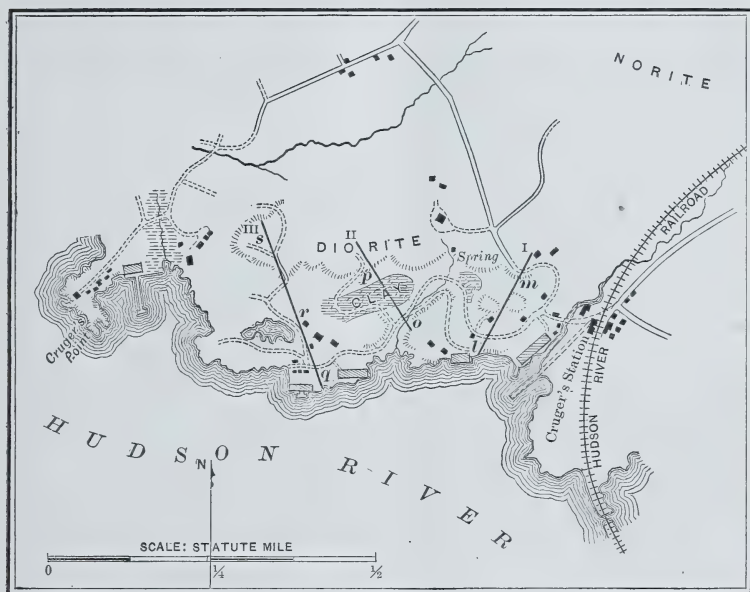 NORITE
III
s
II
DIORITE
p
CLAY
Spring
I
m
o
l
r
q
Cruger's
Point
Cruger's Station
HUDSON
RIVER
RAILROAD
HUDSON RIVER
N
SCALE: STATUTE MILE
0
1/4
1/2